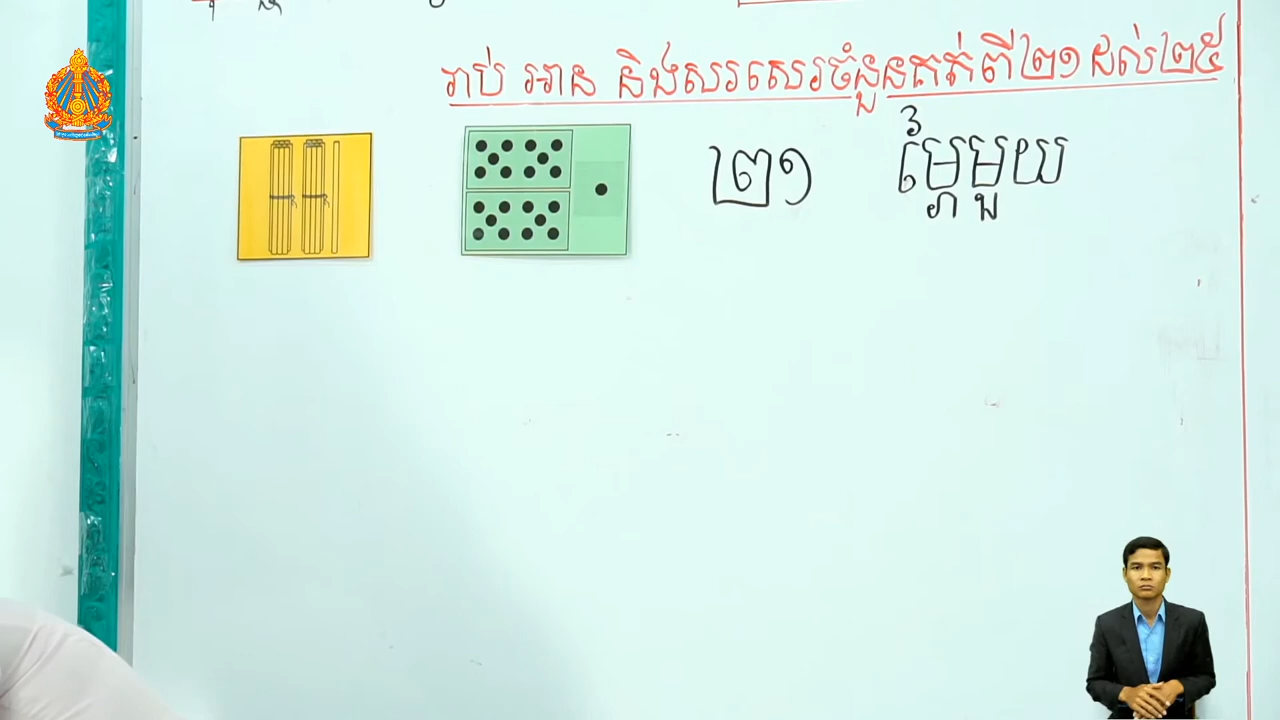 រាប់ អាន និងសរសេរចំនួនគត់ពី២១ ដល់២៥
២១ ម្ភៃមួយ